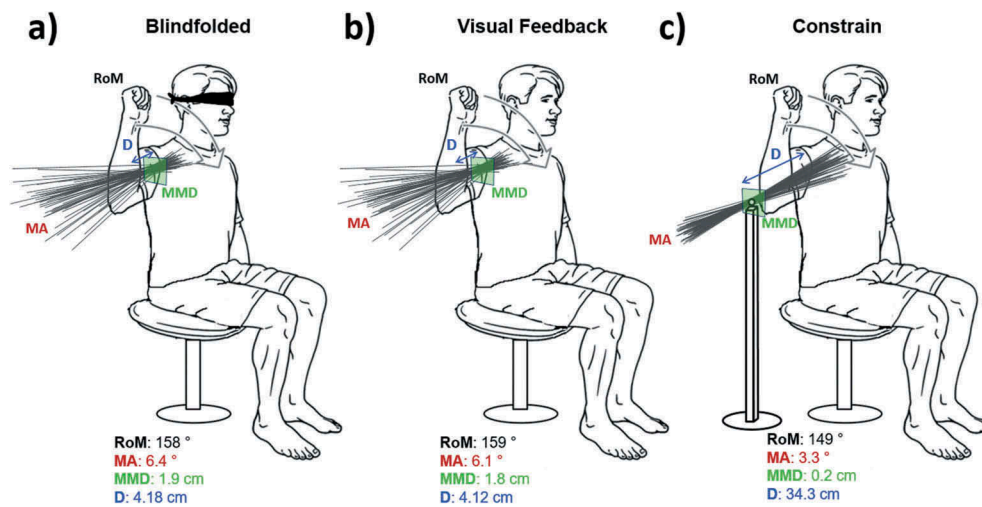 a) Blindfolded
RoM
D
MMD
MA
RoM: 158 °
MA: 6.4 °
MMD: 1.9 cm
D: 4.18 cm
b) Visual Feedback
RoM
D
MMD
MA
RoM: 159 °
MA: 6.1 °
MMD: 1.8 cm
D: 4.12 cm
c) Constrain
RoM
D
MMD
MA
RoM: 149 °
MA: 3.3 °
MMD: 0.2 cm
D: 34.3 cm